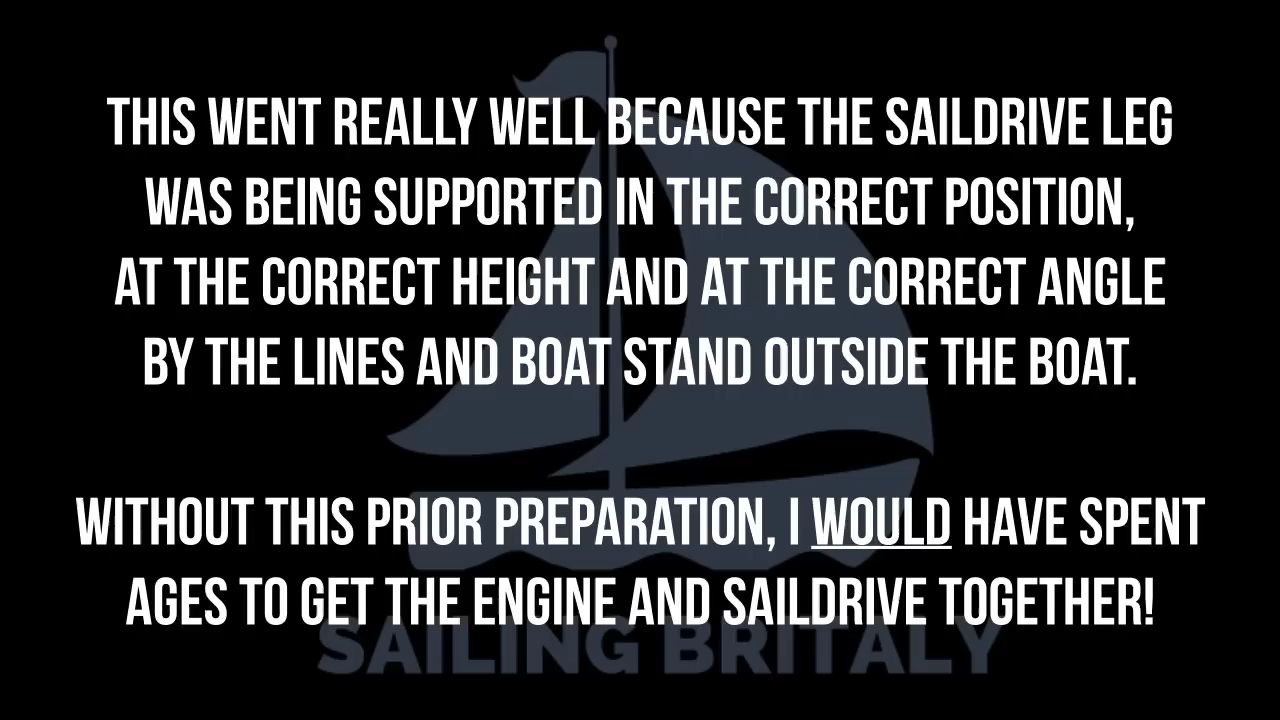 THIS WENT REALLY WELL BECAUSE THE SAILDRIVE LEG
WAS BEING SUPPORTED IN THE CORRECT POSITION,
AT THE CORRECT HEIGHT AND AT THE CORRECT ANGLE
BY THE LINES AND BOAT STAND OUTSIDE THE BOAT.
WITHOUT THIS PRIOR PREPARATION, I WOULD HAVE SPENT
AGES TO GET THE ENGINE AND SAILDRIVE TOGETHER!
SAILING BRITALY